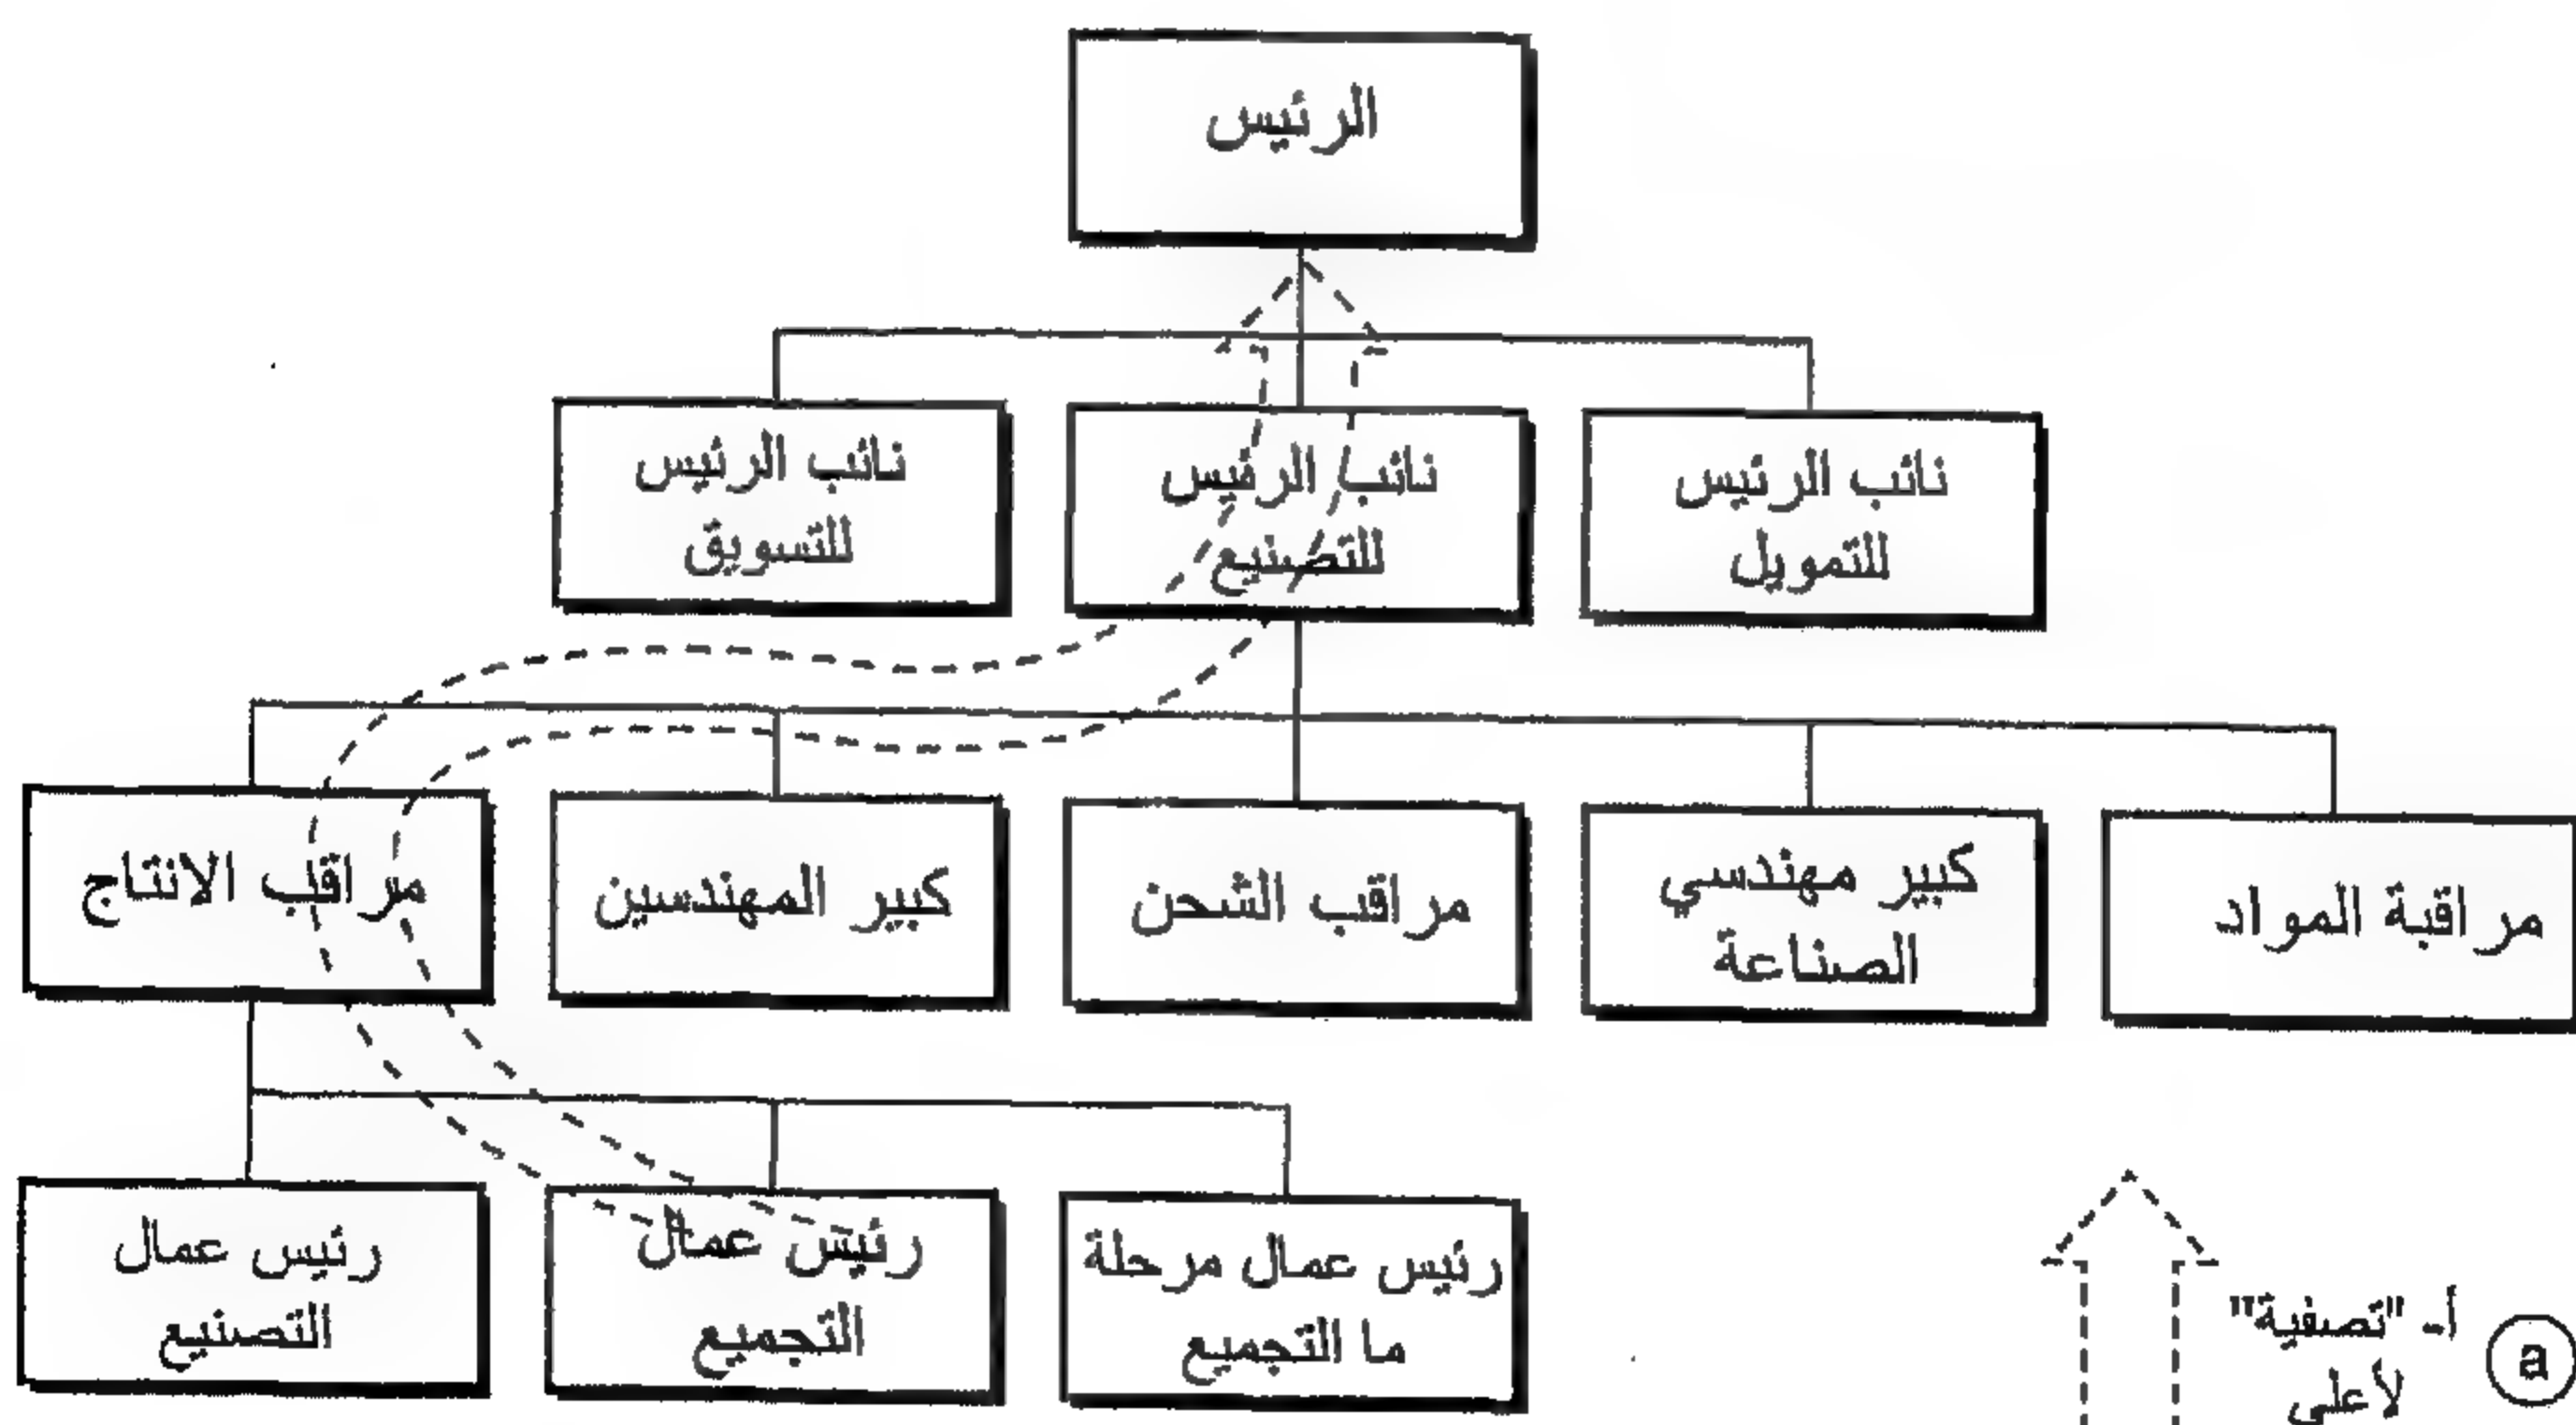 الرئيس
نائب الرئيس
للتمويل
نائب الرئيس
للتصنيع
نائب الرئيس
للتسويق
مراقبة المواد
كبير مهندسي
الصناعة
مراقب الشحن
كبير المهندسين
مراقب الانتاج
رئيس عمال مرحلة
ما التجميع
رئيس عمال
التجميع
رئيس عمال
التصنيع
a
أ- "تصفية"
لأعلى